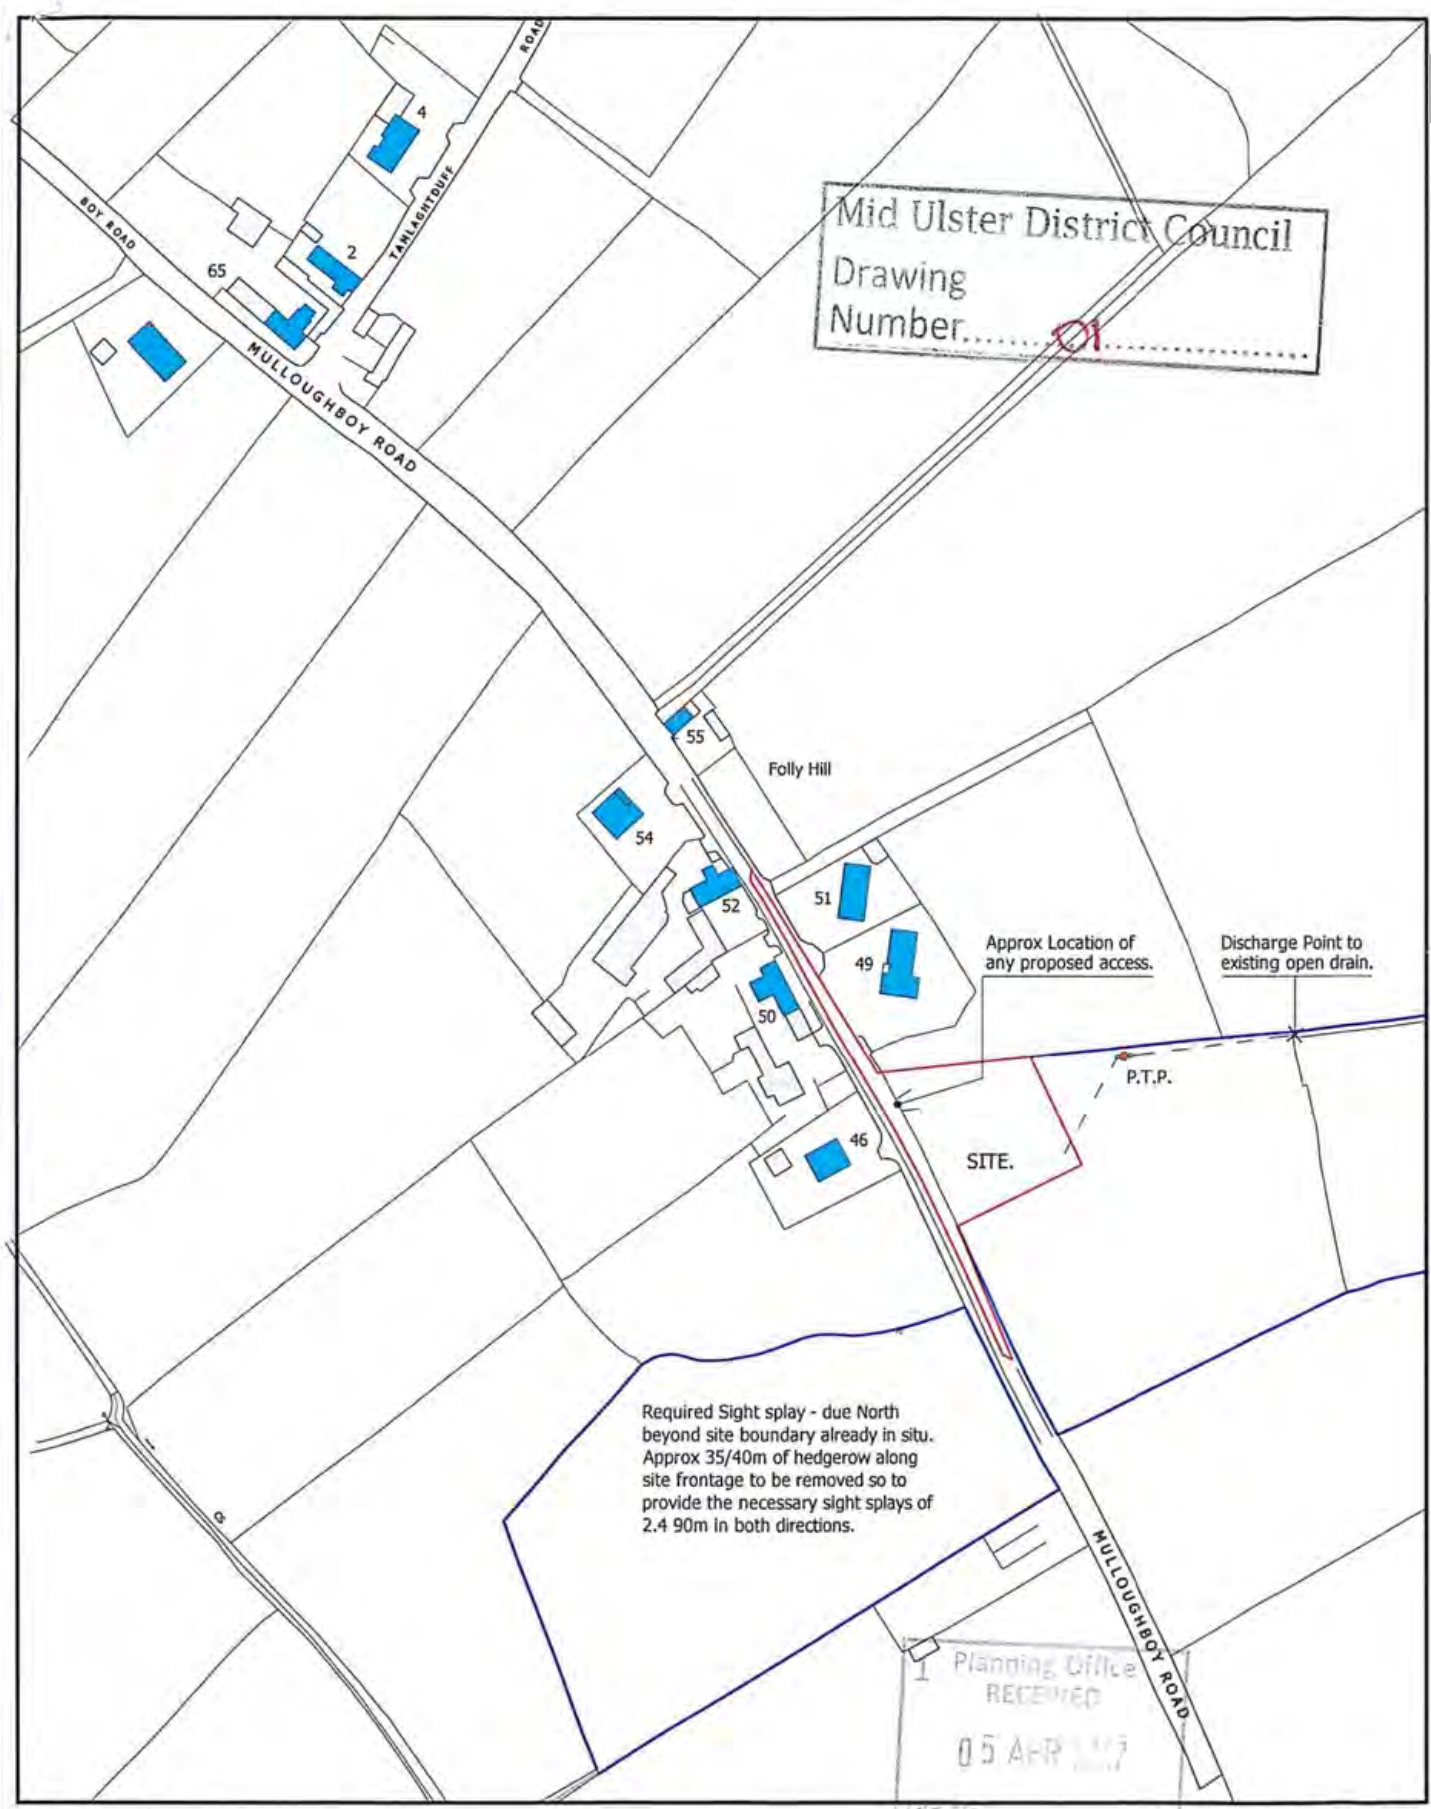 ROAD
4
TAMLAGHTDUFF
BOY ROAD
2
65
MULLOUGHBOY ROAD
Mid Ulster District Council
Drawing
Number.....01.....
55
Folly Hill
54
51
52
49
50
46
Approx Location of
any proposed access.
Discharge Point to
existing open drain.
P.T.P.
SITE.
Required Sight splay - due North
beyond site boundary already in situ.
Approx 35/40m of hedgerow along
site frontage to be removed so to
provide the necessary sight splays of
2.4 90m in both directions.
MULLOUGHBOY ROAD
1 Planning Office
RECEIVED
05 APR